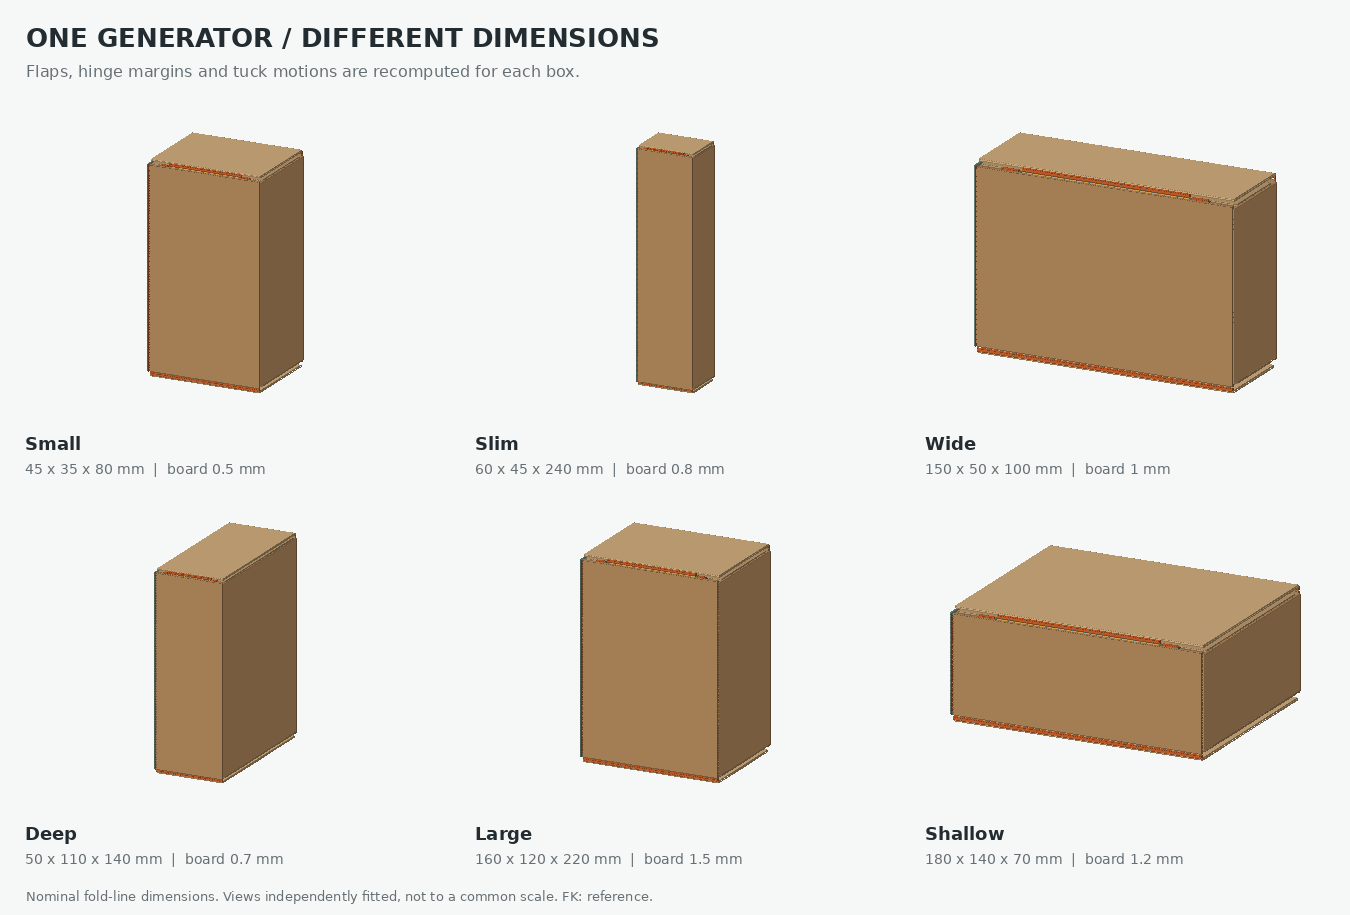 ONE GENERATOR / DIFFERENT DIMENSIONS
Flaps, hinge margins and tuck motions are recomputed for each box.
Small
45 x 35 x 80 mm | board 0.5 mm
Slim
60 x 45 x 240 mm | board 0.8 mm
Wide
150 x 50 x 100 mm | board 1 mm
Deep
50 x 110 x 140 mm | board 0.7 mm
Large
160 x 120 x 220 mm | board 1.5 mm
Shallow
180 x 140 x 70 mm | board 1.2 mm
Nominal fold-line dimensions. Views independently fitted, not to a common scale. FK: reference.